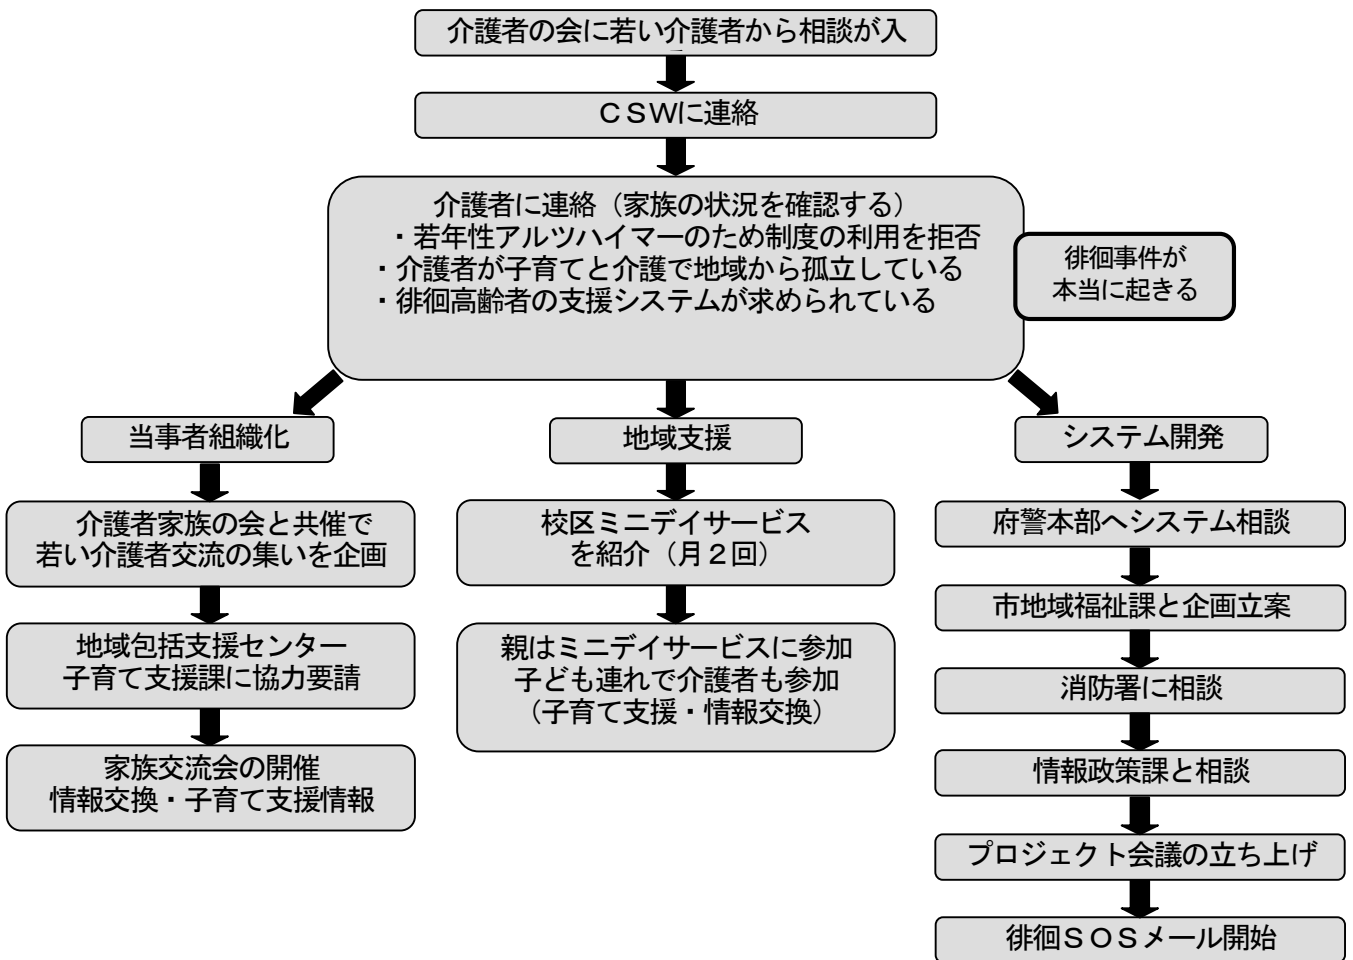 介護者の会に若い介護者から相談が入
CSWに連絡
介護者に連絡（家族の状況を確認する）
・若年性アルツハイマーのため制度の利用を拒否
・介護者が子育てと介護で地域から孤立している
・徘徊高齢者の支援システムが求められている
徘徊事件が
本当に起きる
当事者組織化
介護者家族の会と共催で
若い介護者交流の集いを企画
地域包括支援センター
子育て支援課に協力要請
家族交流会の開催
情報交換・子育て支援情報
地域支援
校区ミニデイサービス
を紹介（月２回）
親はミニデイサービスに参加
子ども連れで介護者も参加
（子育て支援・情報交換）
システム開発
府警本部へシステム相談
市地域福祉課と企画立案
消防署に相談
情報政策課と相談
プロジェクト会議の立ち上げ
徘徊ＳＯＳメール開始